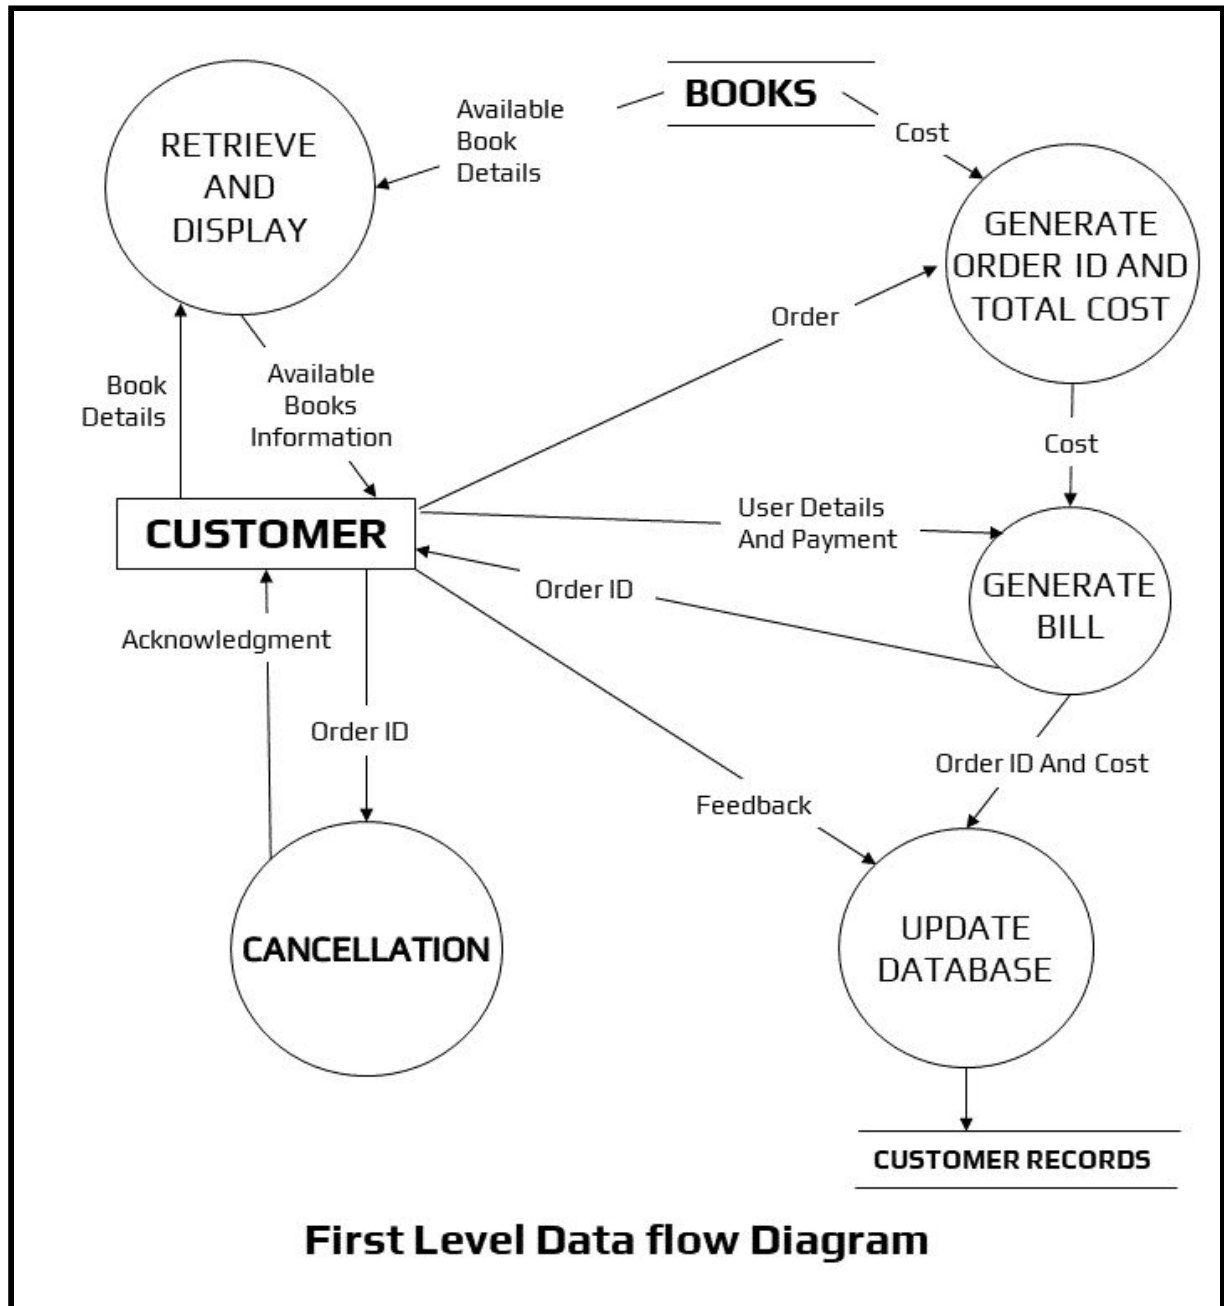 BOOKS
Available
Book
Details
Cost
RETRIEVE
AND
DISPLAY
GENERATE
ORDER ID AND
TOTAL COST
Order
Book
Details
Available
Books
Information
Cost
CUSTOMER
User Details
And Payment
Order ID
GENERATE
BILL
Acknowledgment
Order ID
Order ID And Cost
Feedback
CANCELLATION
UPDATE
DATABASE
CUSTOMER RECORDS
First Level Data flow Diagram